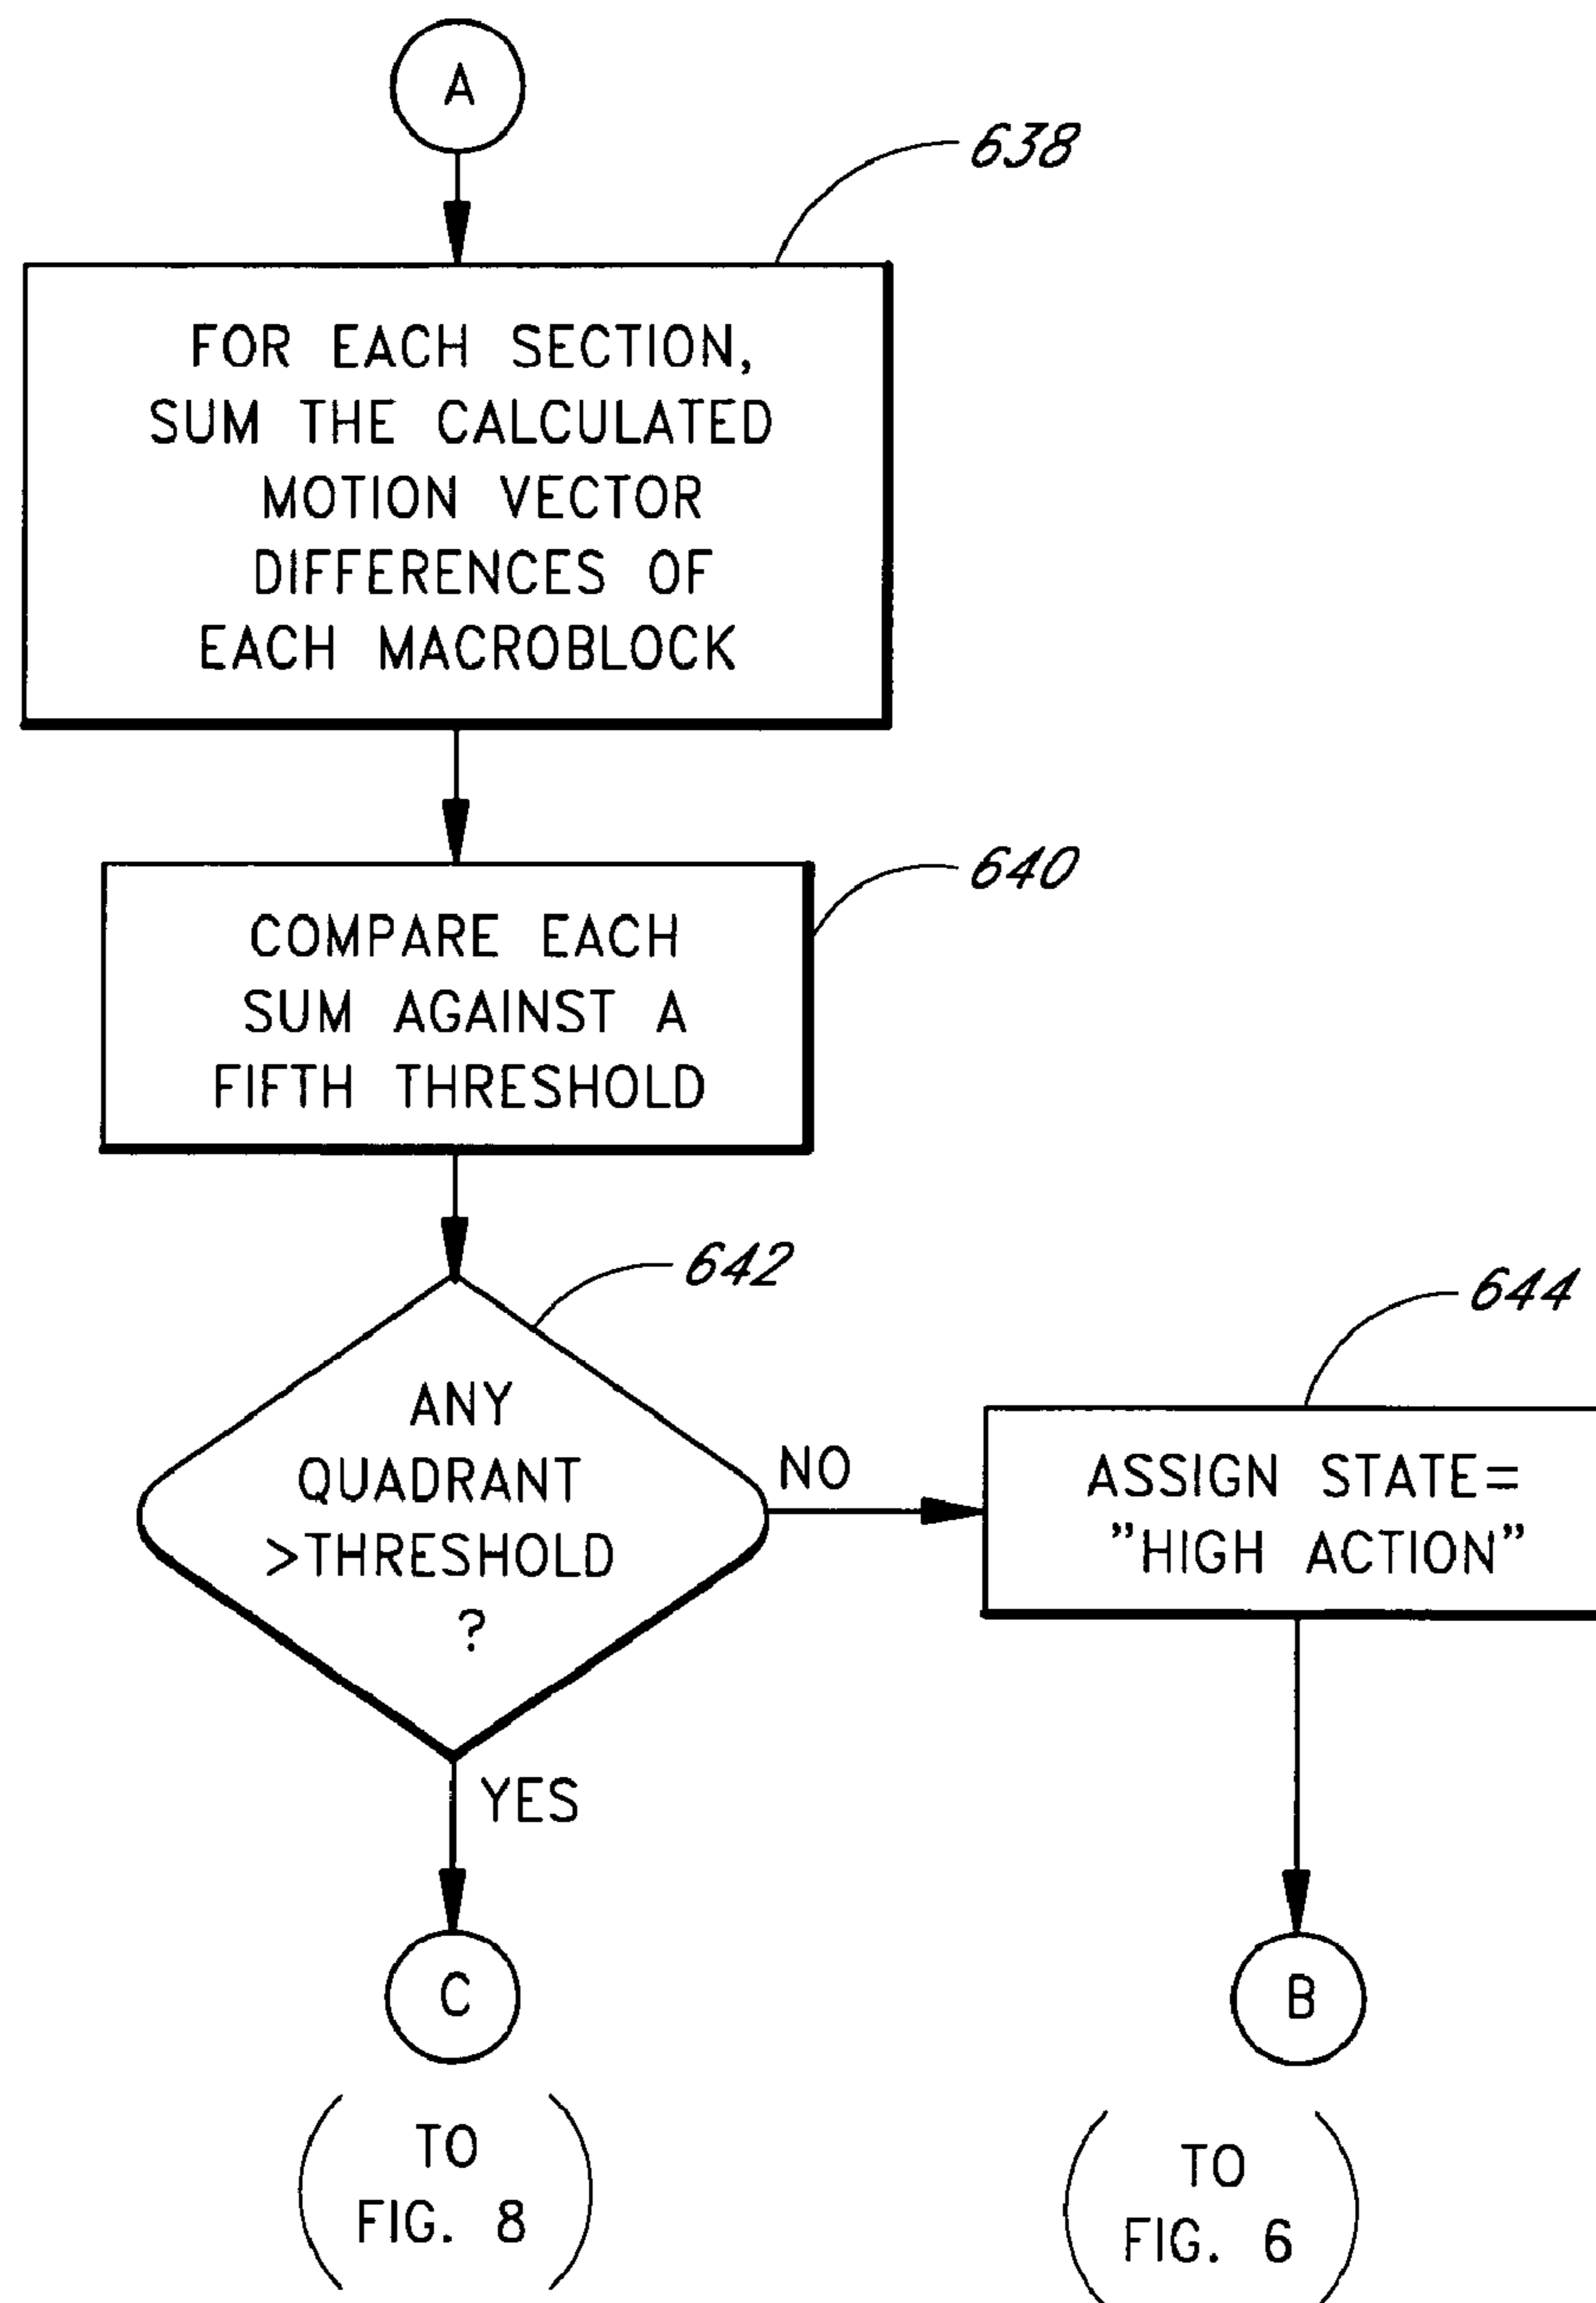 A
638
FOR EACH SECTION,
SUM THE CALCULATED
MOTION VECTOR
DIFFERENCES OF
EACH MACROBLOCK
640
COMPARE EACH
SUM AGAINST A
FIFTH THRESHOLD
642
ANY
QUADRANT
>THRESHOLD
?
NO
644
ASSIGN STATE=
"HIGH ACTION"
YES
C
B
TO
FIG. 8
TO
FIG. 6